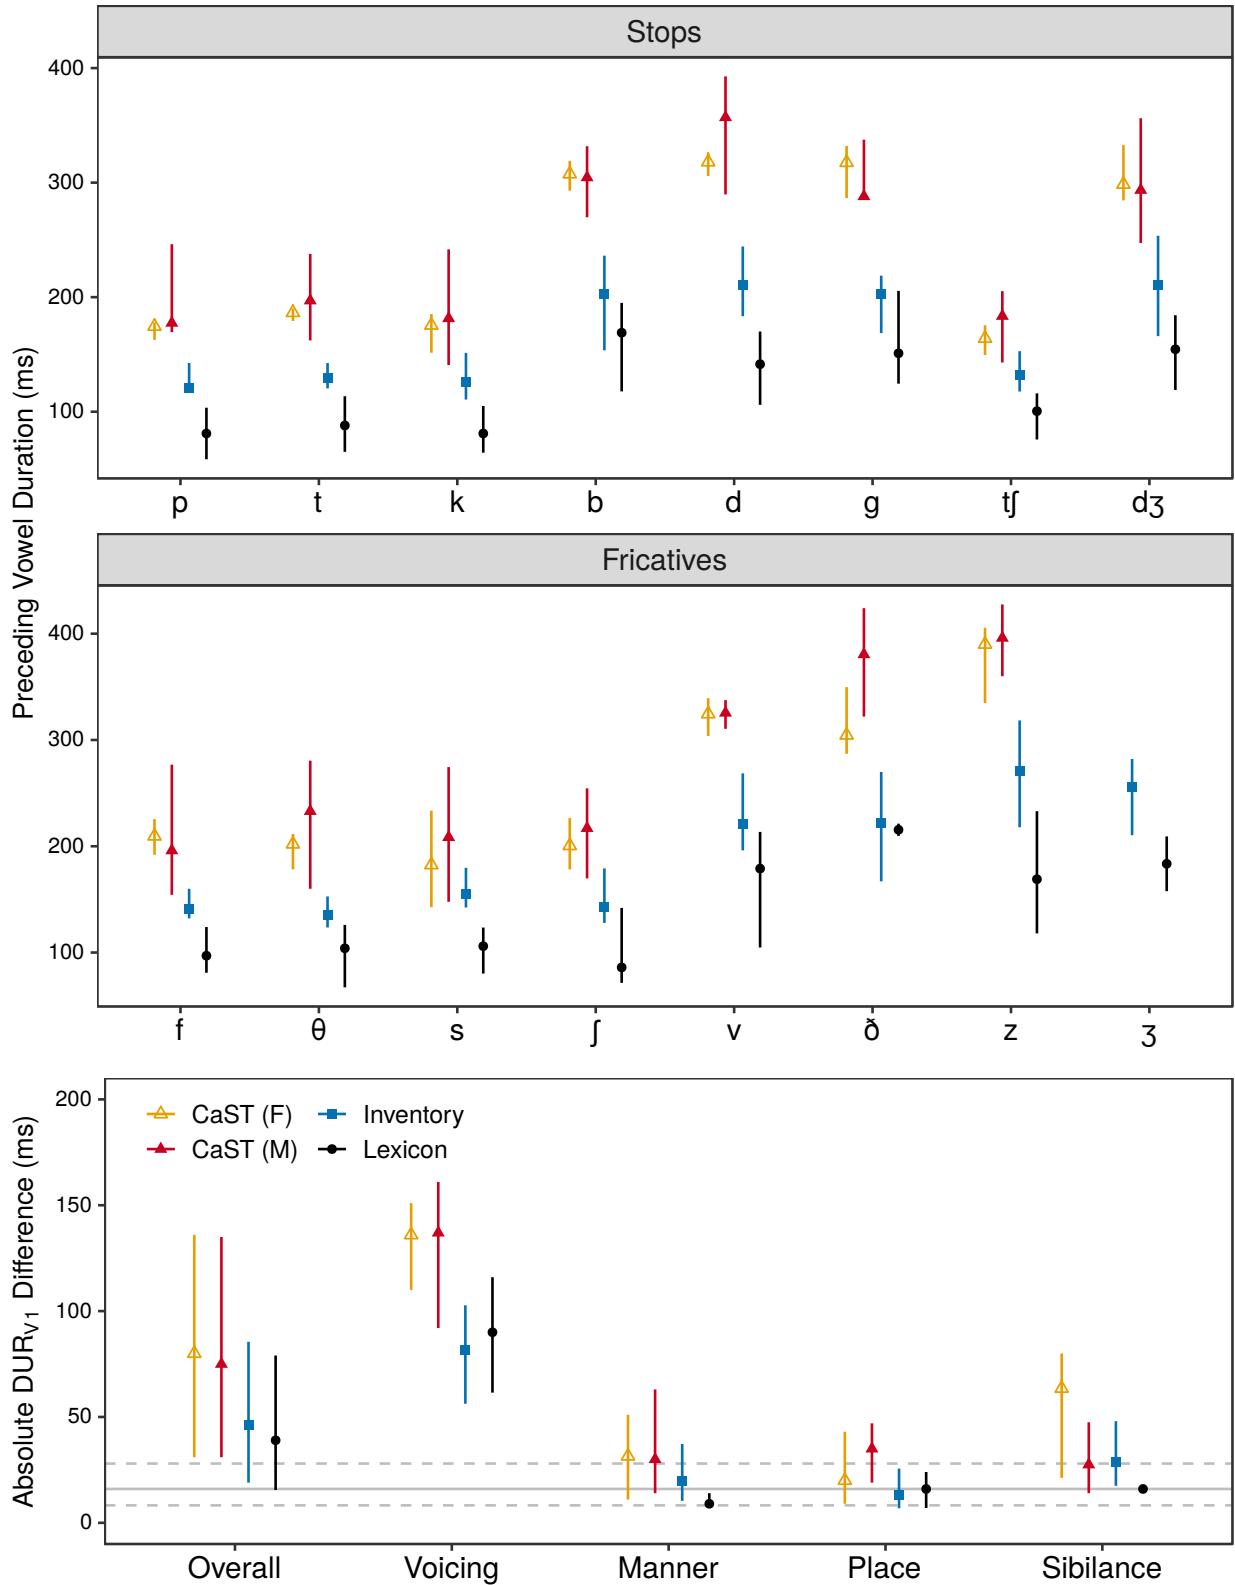 Stops
Preceding Vowel Duration (ms)
400
300
200
100
p t k b d g tʃ dʒ
Fricatives
400
300
200
100
f θ s ʃ v ð z ʒ
Absolute DURV1 Difference (ms)
200
150
100
50
0
CaST (F) Inventory
CaST (M) Lexicon
Overall Voicing Manner Place Sibilance